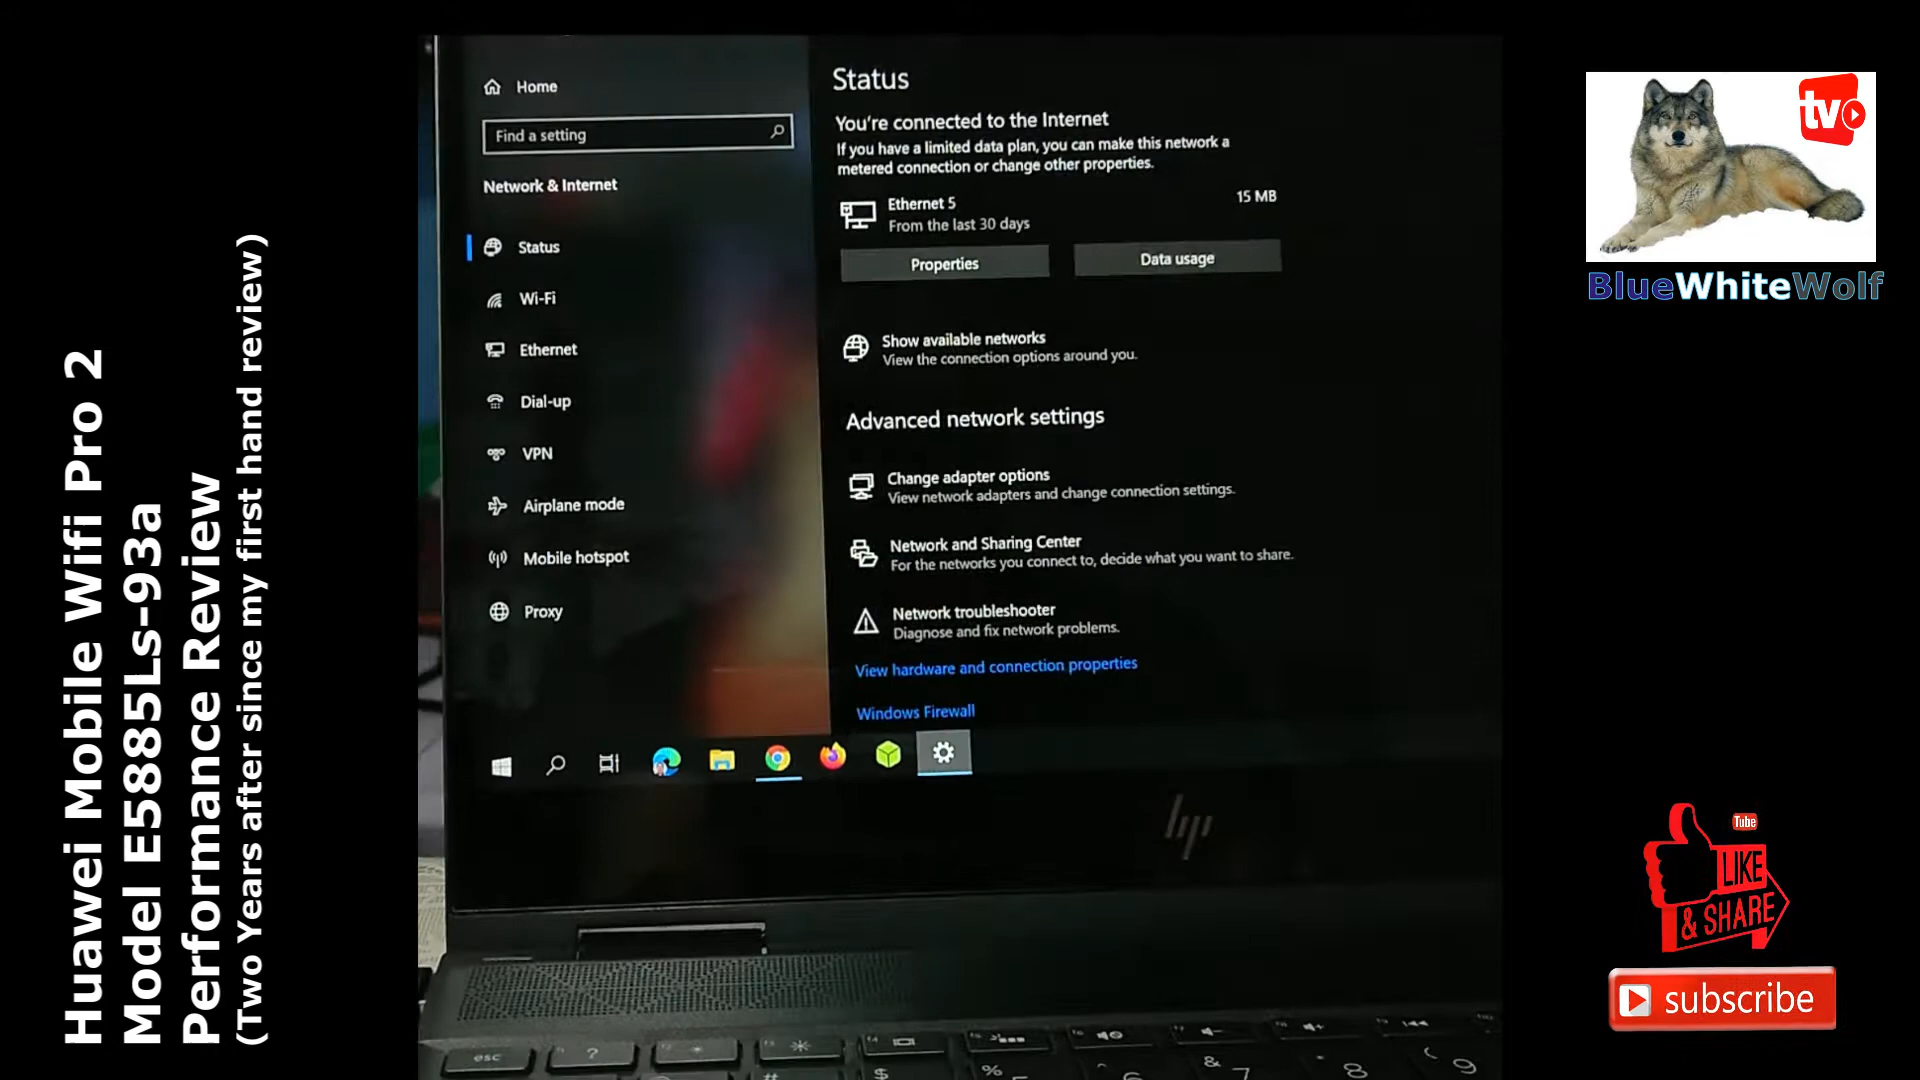 Huawei Mobile Wifi Pro 2
Model E5885Ls-93a
Performance Review
(Two Years after since my first hand review)
Home
Find a setting
Network & Internet
Status
Wi-Fi
Ethernet
Dial-up
VPN
Airplane mode
Mobile hotspot
Proxy
Status
You're connected to the Internet
If you have a limited data plan, you can make this network a
metered connection or change other properties.
Ethernet 5
15 MB
From the last 30 days
Properties
Data usage
Show available networks
View the connection options around you.
Advanced network settings
Change adapter options
View network adapters and change connection settings.
Network and Sharing Center
For the networks you connect to, decide what you want to share.
Network troubleshooter
Diagnose and fix network problems.
View hardware and connection properties
Windows Firewall
hp
esc
?
#
$
%
6
& 7
* 8
( 9
tv
BlueWhiteWolf
Tube
LIKE
& SHARE
subscribe